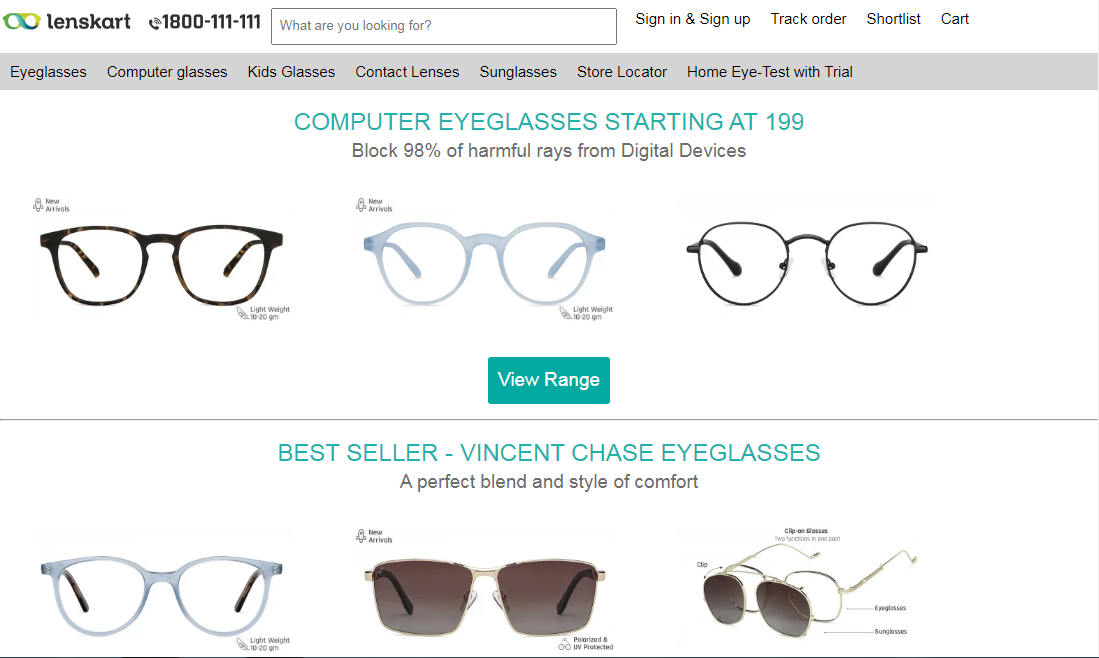 lenskart 1800-111-111 What are you looking for? Sign in & Sign up Track order Shortlist Cart
Eyeglasses Computer glasses Kids Glasses Contact Lenses Sunglasses Store Locator Home Eye-Test with Trial
COMPUTER EYEGLASSES STARTING AT 199
Block 98% of harmful rays from Digital Devices
New
Arrivals
Light Weight
10-20 gm
New
Arrivals
Light Weight
10-20 gm
View Range
BEST SELLER - VINCENT CHASE EYEGLASSES
A perfect blend and style of comfort
Light Weight
10-20 gm
New
Arrivals
Polarized &
UV Protected
Clip-on Glasses
Two functions in one pair!
Clip
Eyeglasses
Sunglasses